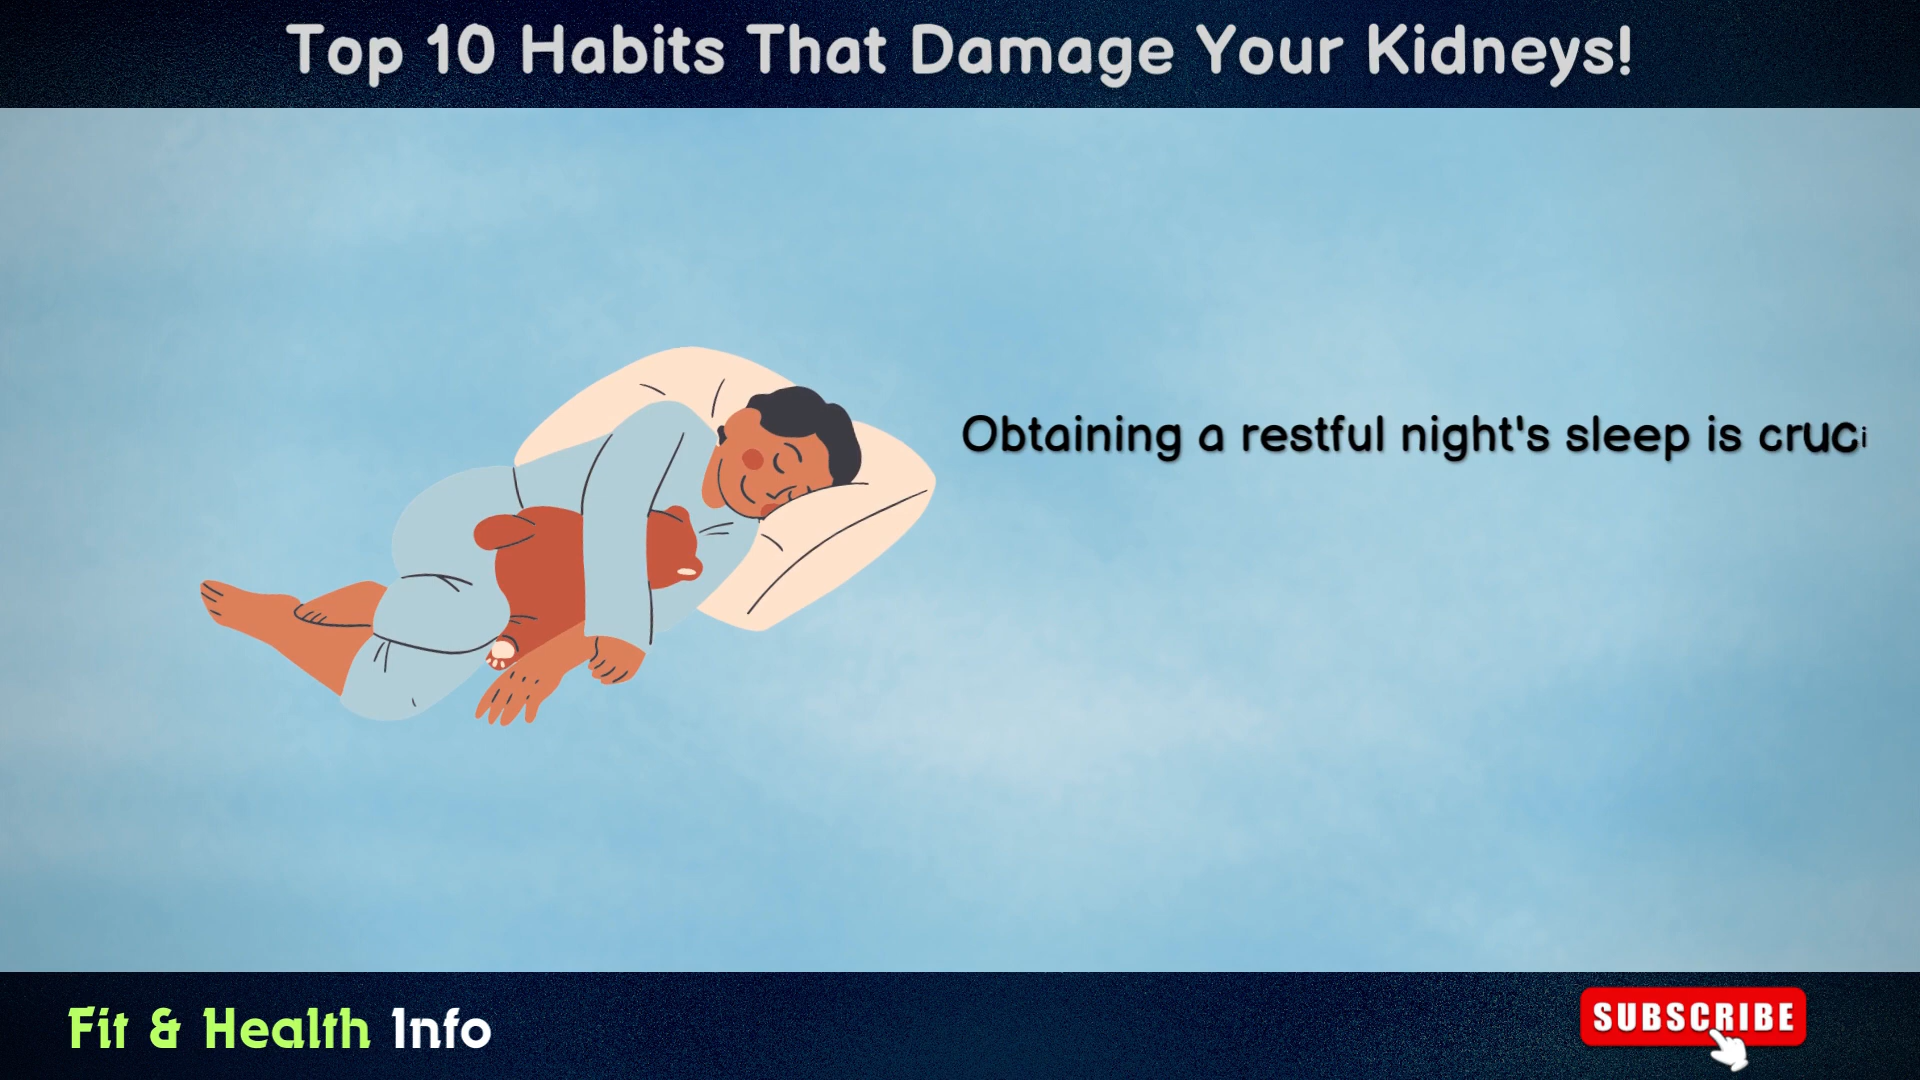 Top 10 Habits That Damage Your Kidneys!
Obtaining a restful night's sleep is cruci
Fit & Health Info
SUBSCRIBE